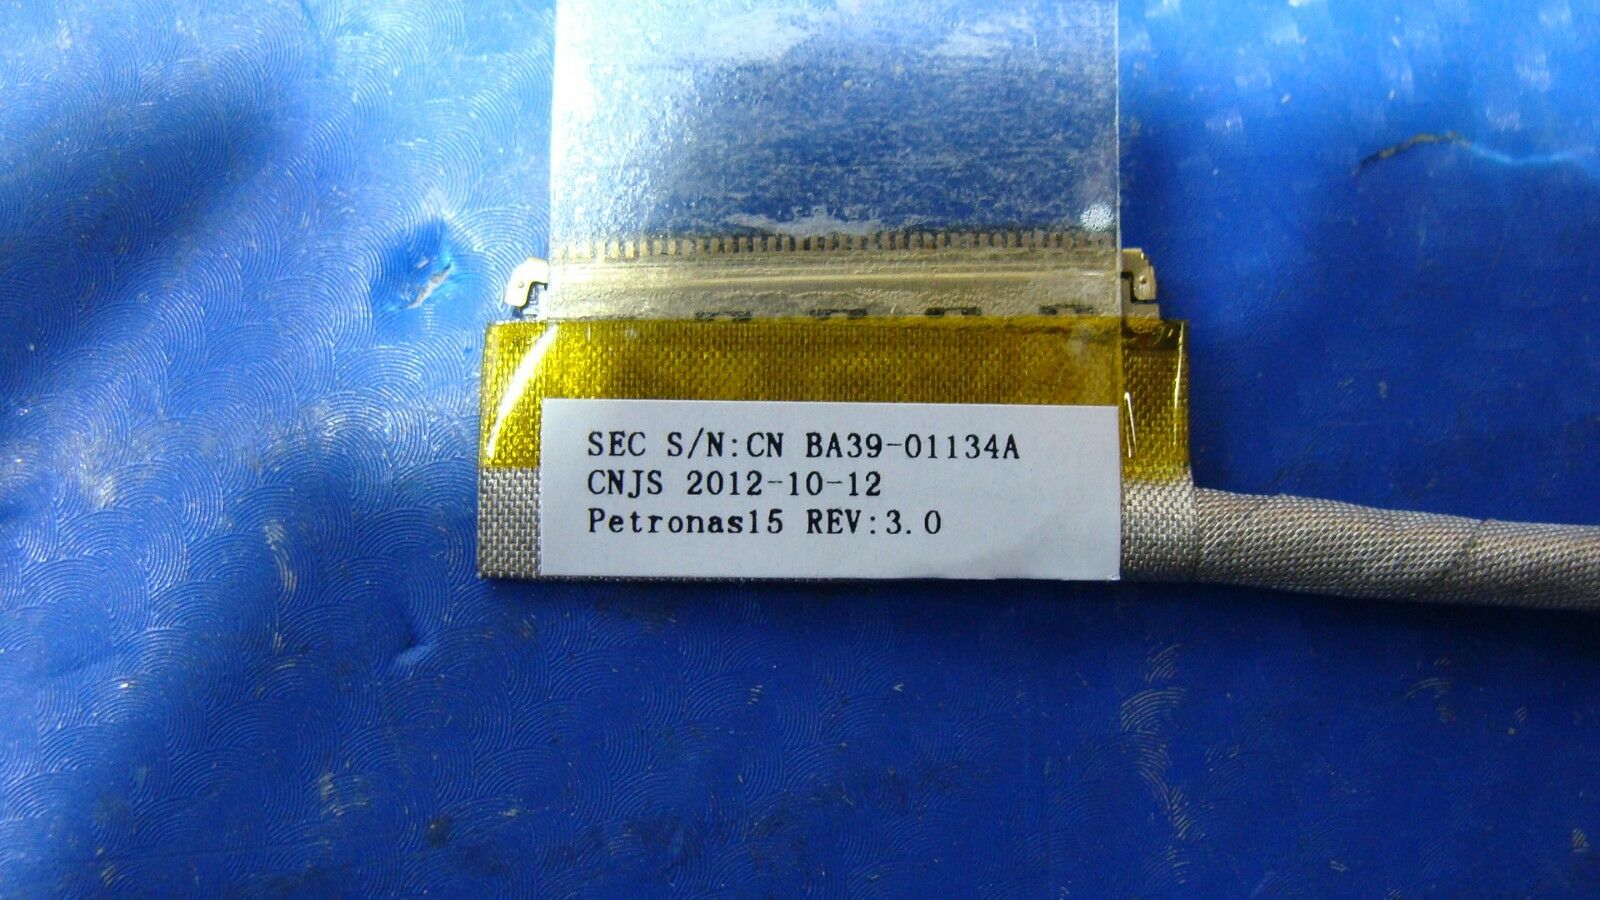 SEC S/N:CN BA39-01134A
CNJS 2012-10-12
Petronas15 REV:3.0